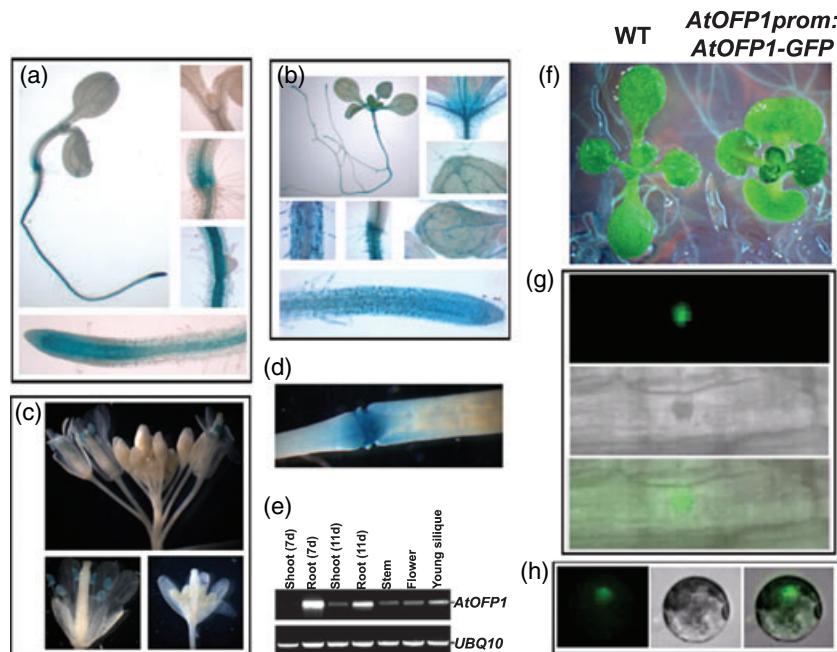 WT
AtOFP1prom:
AtOFP1-GFP
(a)
(b)
(f)
(g)
(c)
(d)
(e)
Shoot (7d)
Root (7d)
Shoot (11d)
Root (11d)
Stem
Flower
Young silique
AtOFP1
UBQ10
(h)